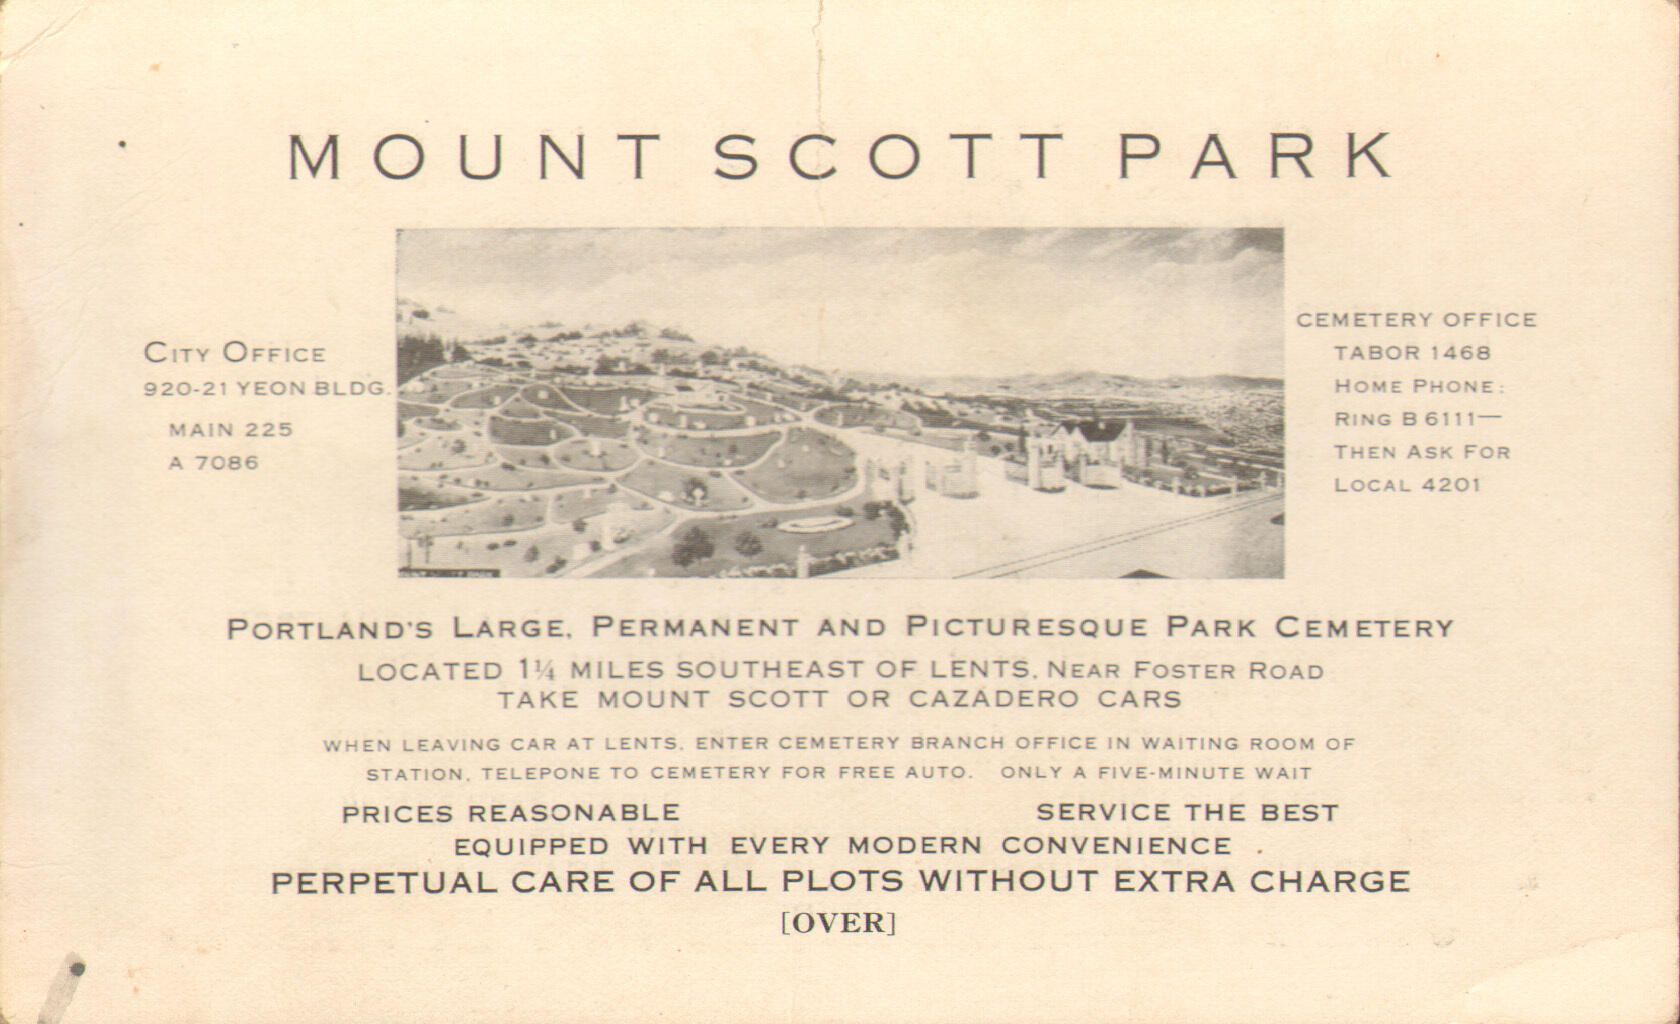 MOUNT SCOTT PARK
CITY OFFICE
920-21 YEON BLDG.
MAIN 225
A 7086
CEMETERY OFFICE
TABOR 1468
HOME PHONE:
RING B 6111—
THEN ASK FOR
LOCAL 4201
SCOTT PARK
PORTLAND'S LARGE, PERMANENT AND PICTURESQUE PARK CEMETERY
LOCATED 1¼ MILES SOUTHEAST OF LENTS, NEAR FOSTER ROAD
TAKE MOUNT SCOTT OR CAZADERO CARS
WHEN LEAVING CAR AT LENTS, ENTER CEMETERY BRANCH OFFICE IN WAITING ROOM OF
STATION, TELEPONE TO CEMETERY FOR FREE AUTO. ONLY A FIVE-MINUTE WAIT
PRICES REASONABLE SERVICE THE BEST
EQUIPPED WITH EVERY MODERN CONVENIENCE
PERPETUAL CARE OF ALL PLOTS WITHOUT EXTRA CHARGE
[OVER]